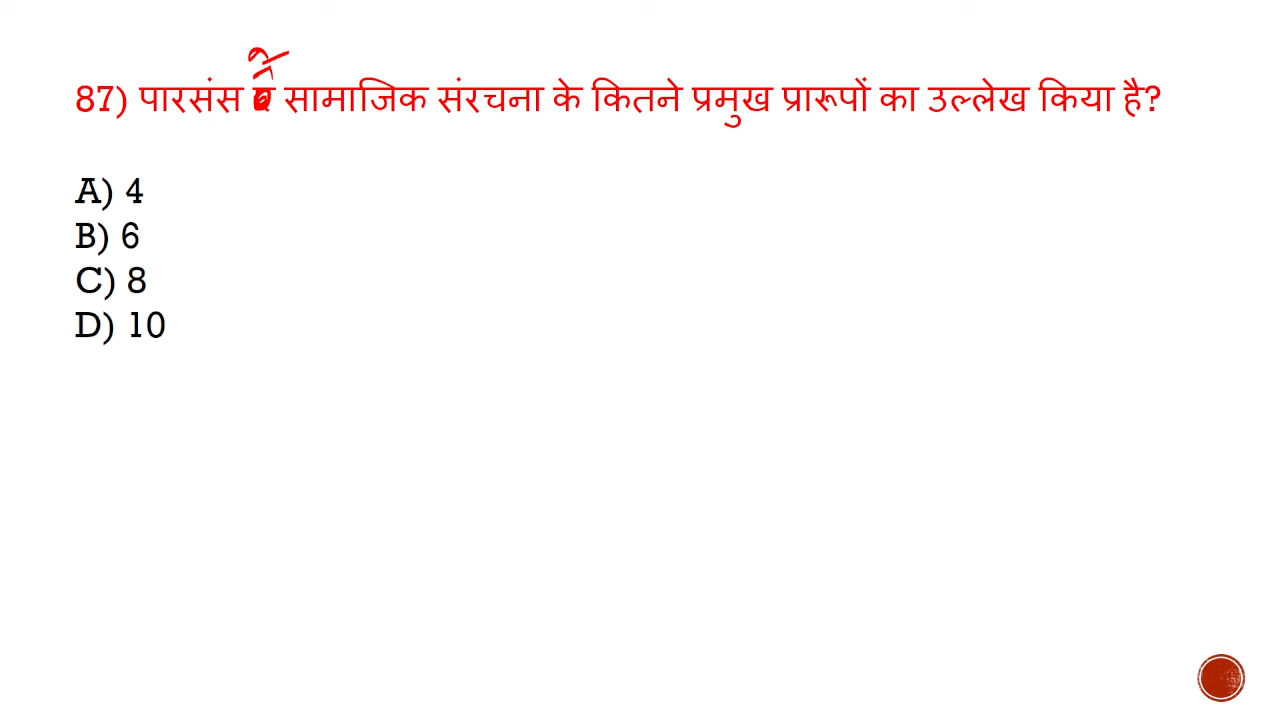 87) पारसंस सामाजिक संरचना के कितने प्रमुख प्रारूपों का उल्लेख किया है?
A) 4
B) 6
C) 8
D) 10